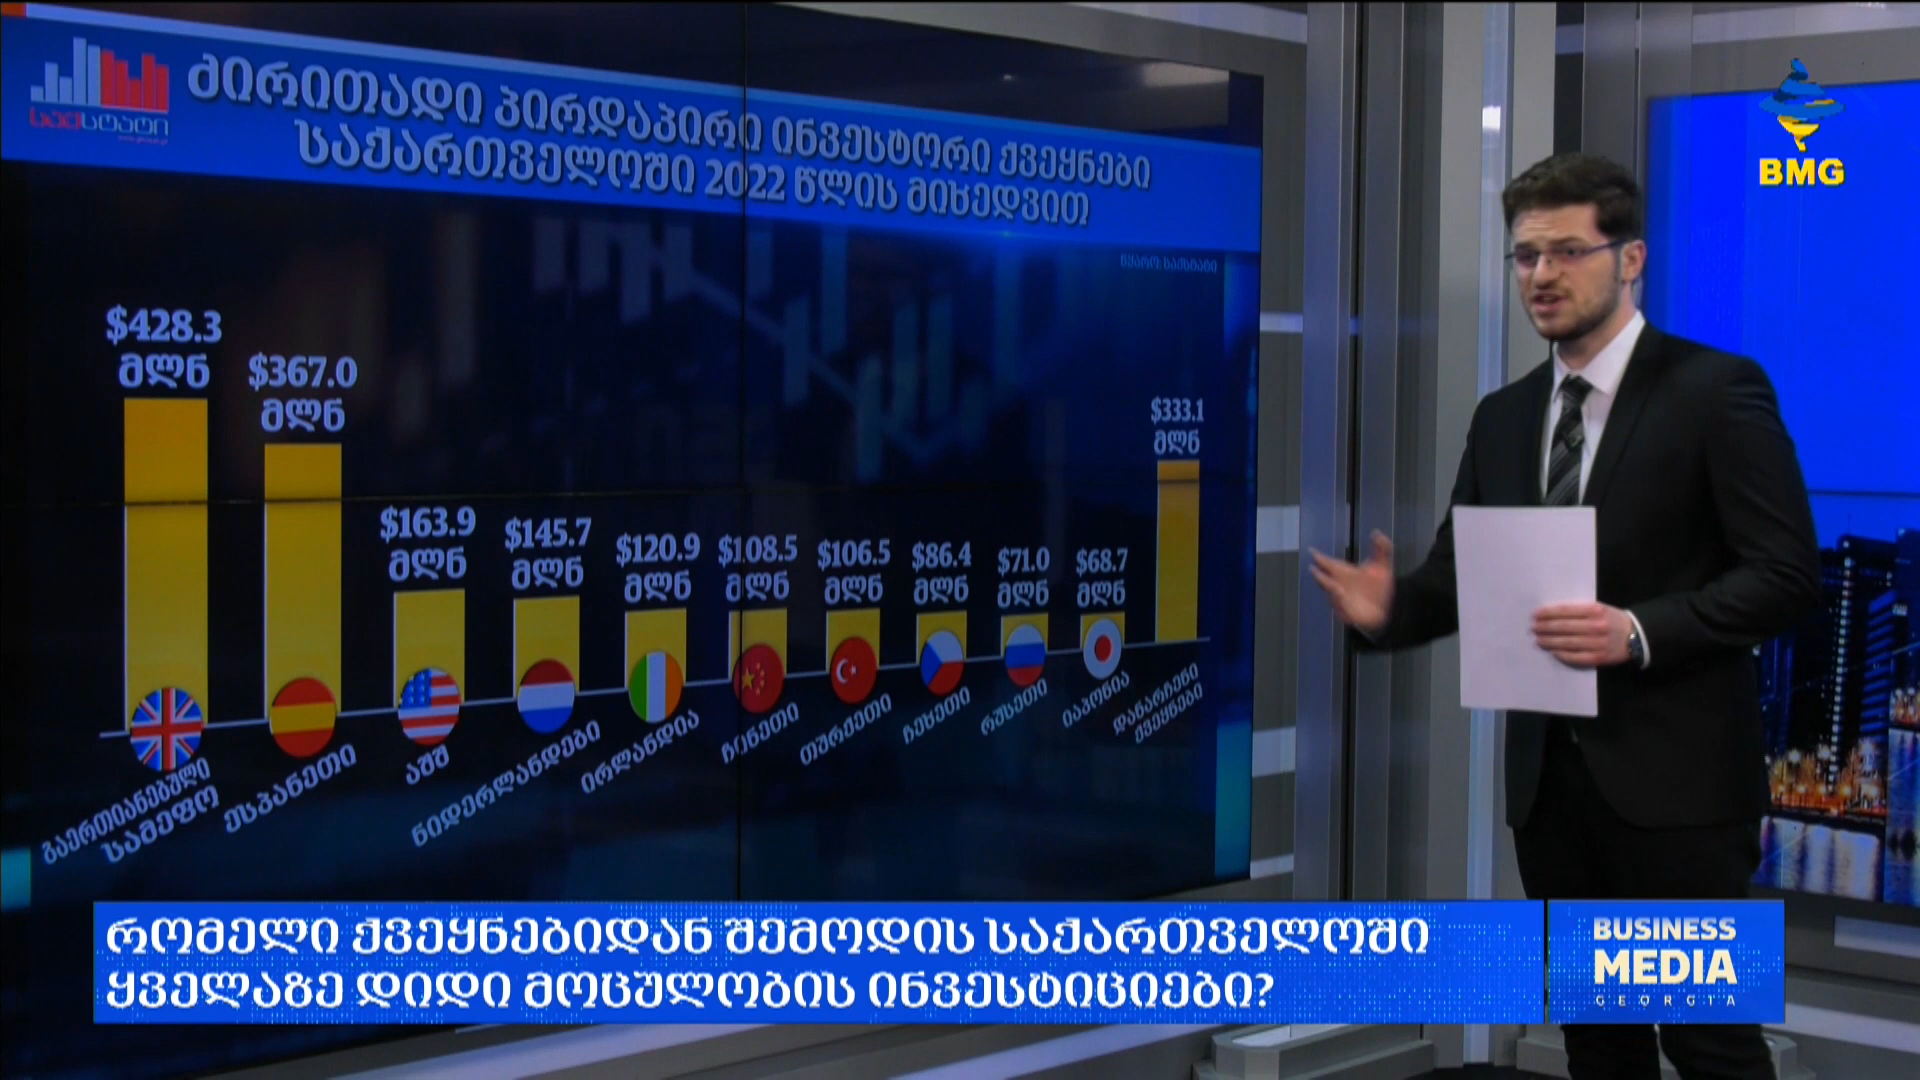 საქსტატი
ძირითადი პირდაპირი ინვესტორი ქვეყნები
საქართველოში 2022 წლის მიხედვით
წყარო: საქსტატი
BMG
$428.3
მლნ
$367.0
მლნ
$163.9
მლნ
$145.7
მლნ
$120.9
მლნ
$108.5
მლნ
$106.5
მლნ
$86.4
მლნ
$71.0
მლნ
$68.7
მლნ
$333.1
მლნ
გაერთიანებული
სამეფო
ესპანეთი
აშშ
ნიდერლანდები
ირლანდია
ჩინეთი
თურქეთი
ჩეხეთი
რუსეთი
იაპონია
დანარჩენი
ქვეყნები
რომელი ქვეყნებიდან შემოდის საქართველოში
ყველაზე დიდი მოცულობის ინვესტიციები?
BUSINESS
MEDIA
GEORGIA